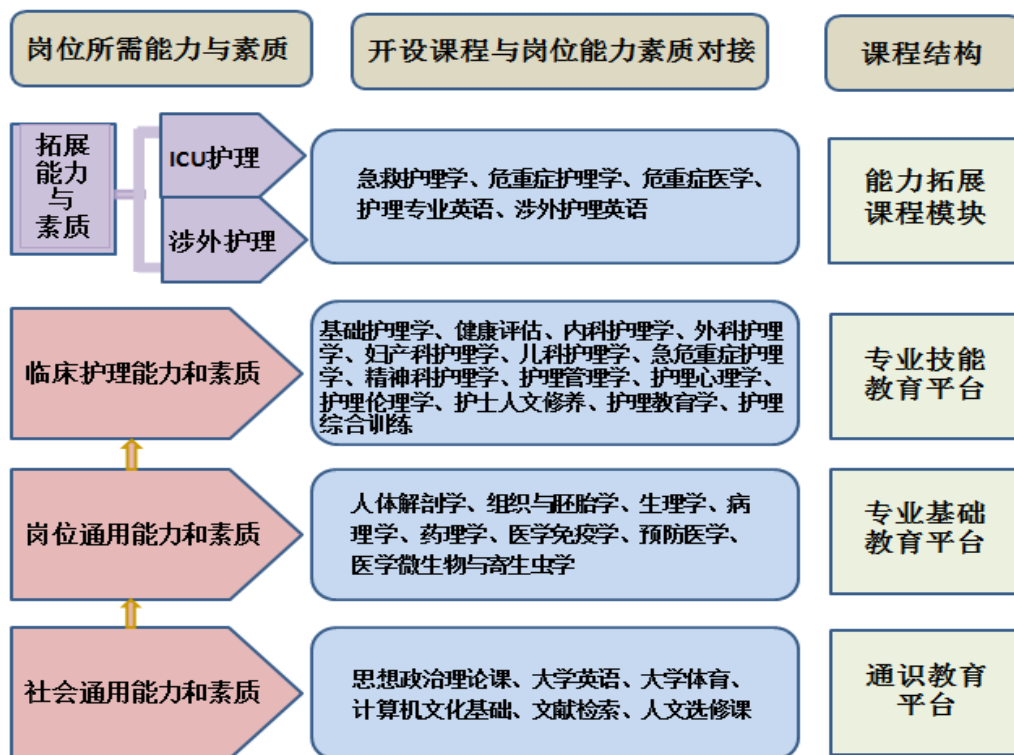 岗位所需能力与素质
开设课程与岗位能力素质对接
课程结构
拓展
能力
与
素质
ICU护理
涉外护理
急救护理学、危重症护理学、危重症医学、
护理专业英语、涉外护理英语
能力拓展
课程模块
临床护理能力和素质
基础护理学、健康评估、内科护理学、外科护理
学、妇产科护理学、儿科护理学、急危重症护理
学、精神科护理学、护理管理学、护理心理学、
护理伦理学、护士人文修养、护理教育学、护理
综合训练
专业技能
教育平台
岗位通用能力和素质
人体解剖学、组织与胚胎学、生理学、病
理学、药理学、医学免疫学、预防医学、
医学微生物与寄生虫学
专业基础
教育平台
社会通用能力和素质
思想政治理论课、大学英语、大学体育、
计算机文化基础、文献检索、人文选修课
通识教育
平台